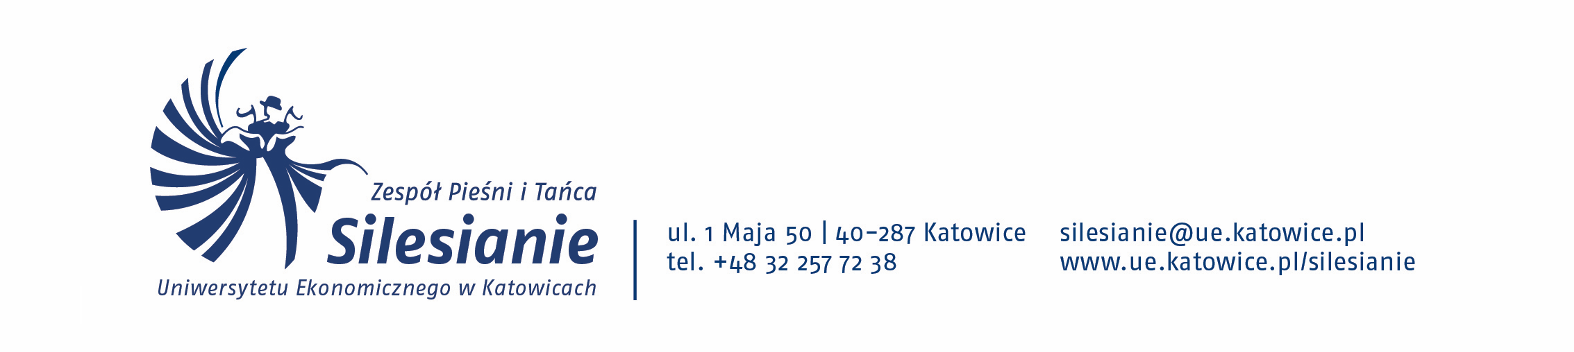 Zespół Pieśni i Tańca
Silesianie
Uniwersytetu Ekonomicznego w Katowicach
ul. 1 Maja 50 | 40-287 Katowice
tel. +48 32 257 72 38
silesianie@ue.katowice.pl
www.ue.katowice.pl/silesianie